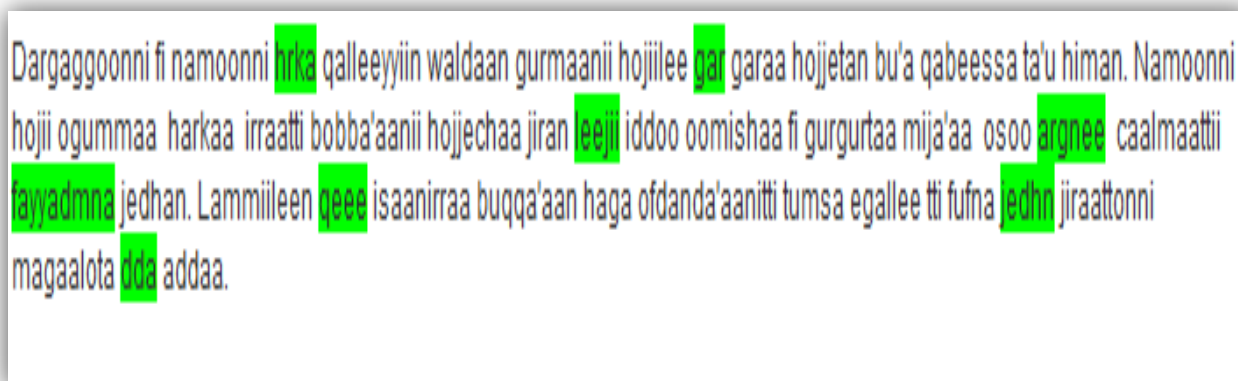 Dargaggoonni fi namoonni hrka qalleeyyiin waldaan gurmaanii hojiilee gar garaa hojjetan bu'a qabeessa ta'u himan. Namoonni
hojii ogummaa harkaa irraatti bobba'aanii hojjechaa jiran leejii iddoo oomishaa fi gurgurtaa mija'aa osoo argnee caalmaattii
fayyadmna jedhan. Lammiileen qeee isaanirraa buqqa'aan haga ofdanda'aanitti tumsa egallee tti fufna jedhn jiraattonni
magaalota dda addaa.